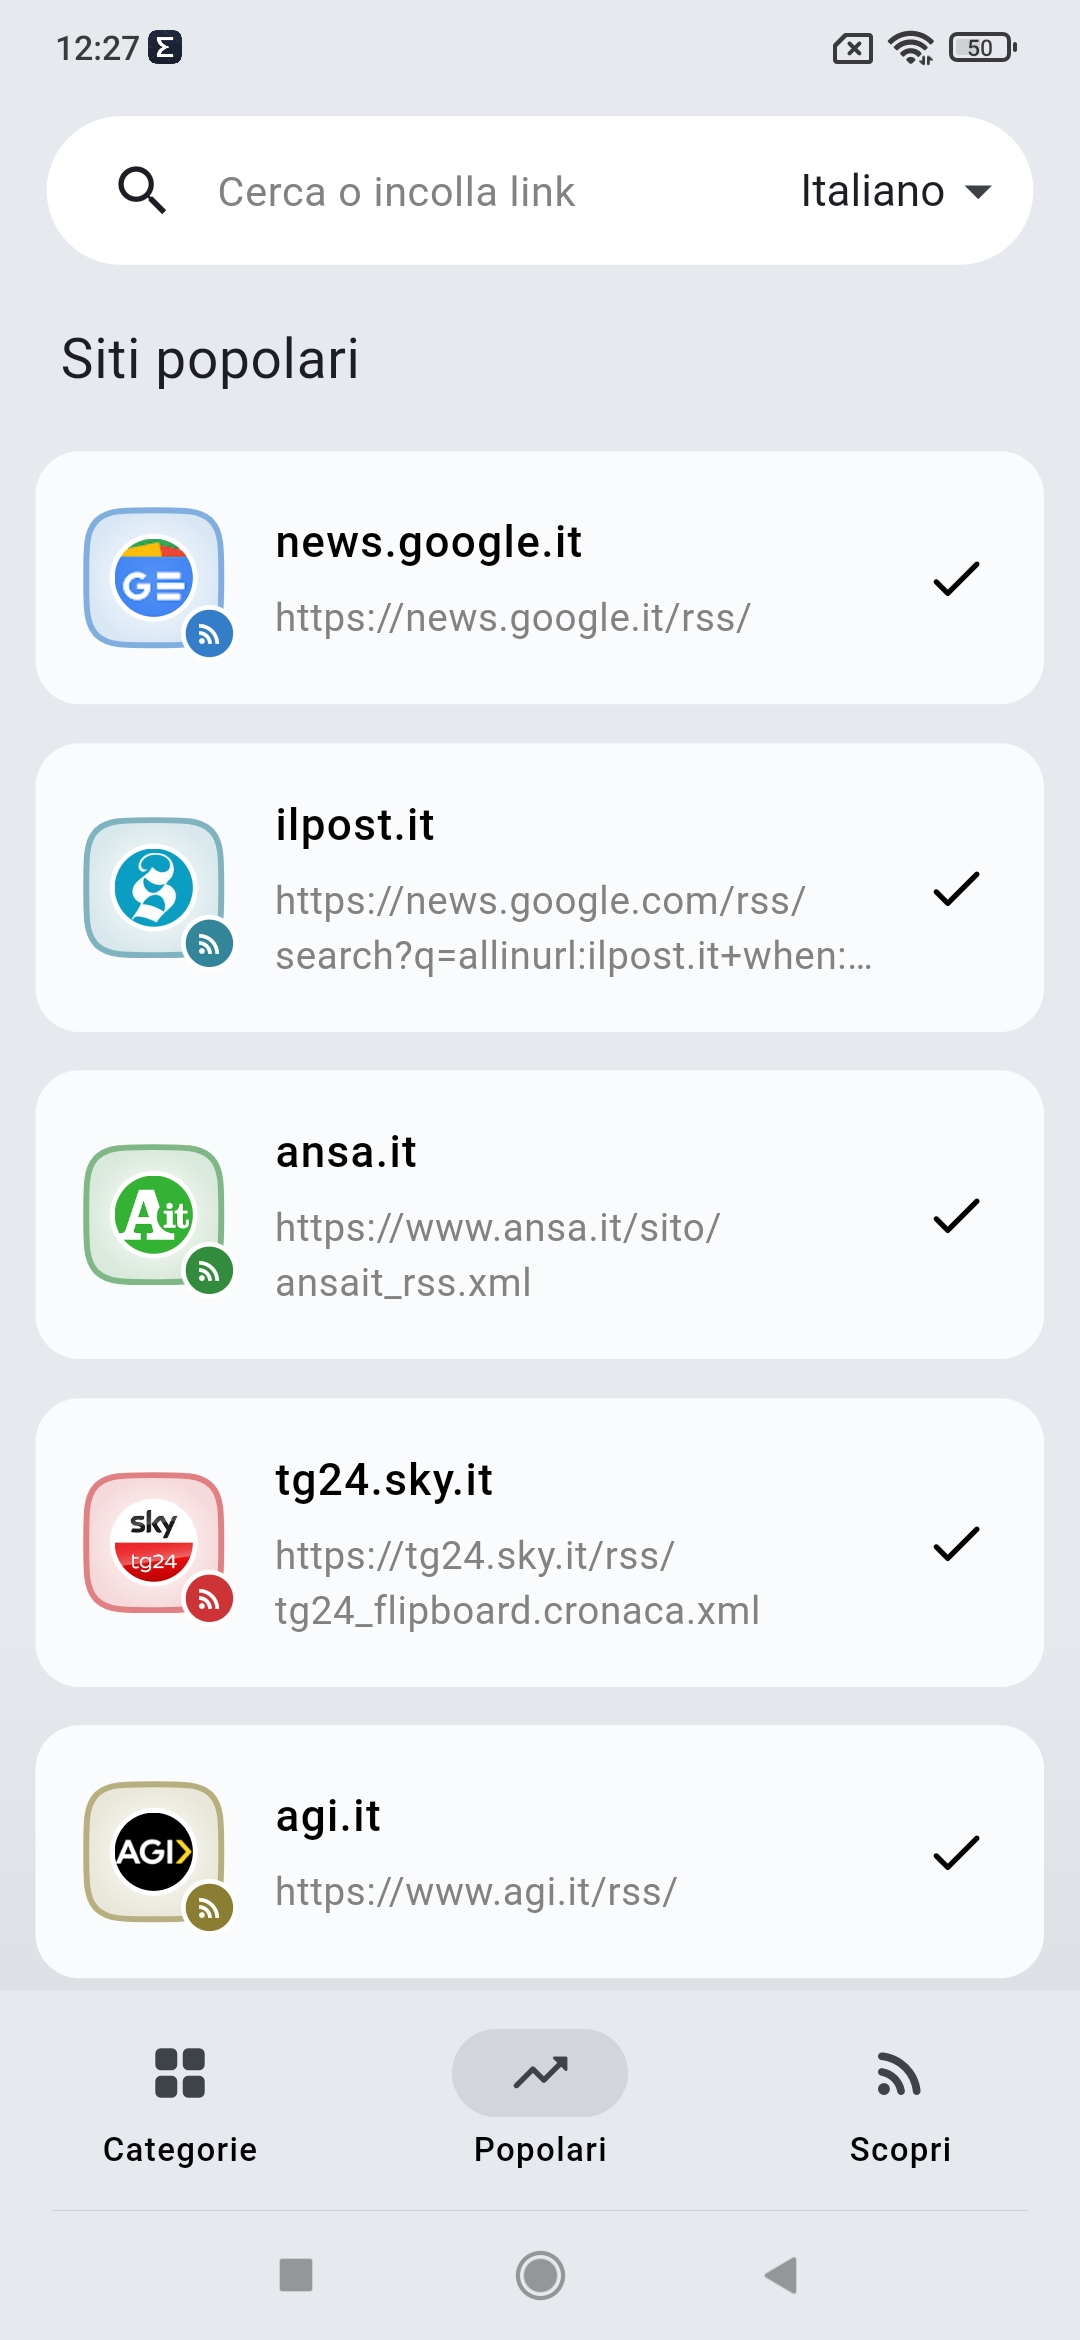 12:27
50
Cerca o incolla link
Italiano
Siti popolari
news.google.it
https://news.google.it/rss/
ilpost.it
https://news.google.com/rss/
search?q=allinurl:ilpost.it+when:...
Ait
ansa.it
https://www.ansa.it/sito/
ansait_rss.xml
sky
tg24
tg24.sky.it
https://tg24.sky.it/rss/
tg24_flipboard.cronaca.xml
AGI
agi.it
https://www.agi.it/rss/
Categorie
Popolari
Scopri